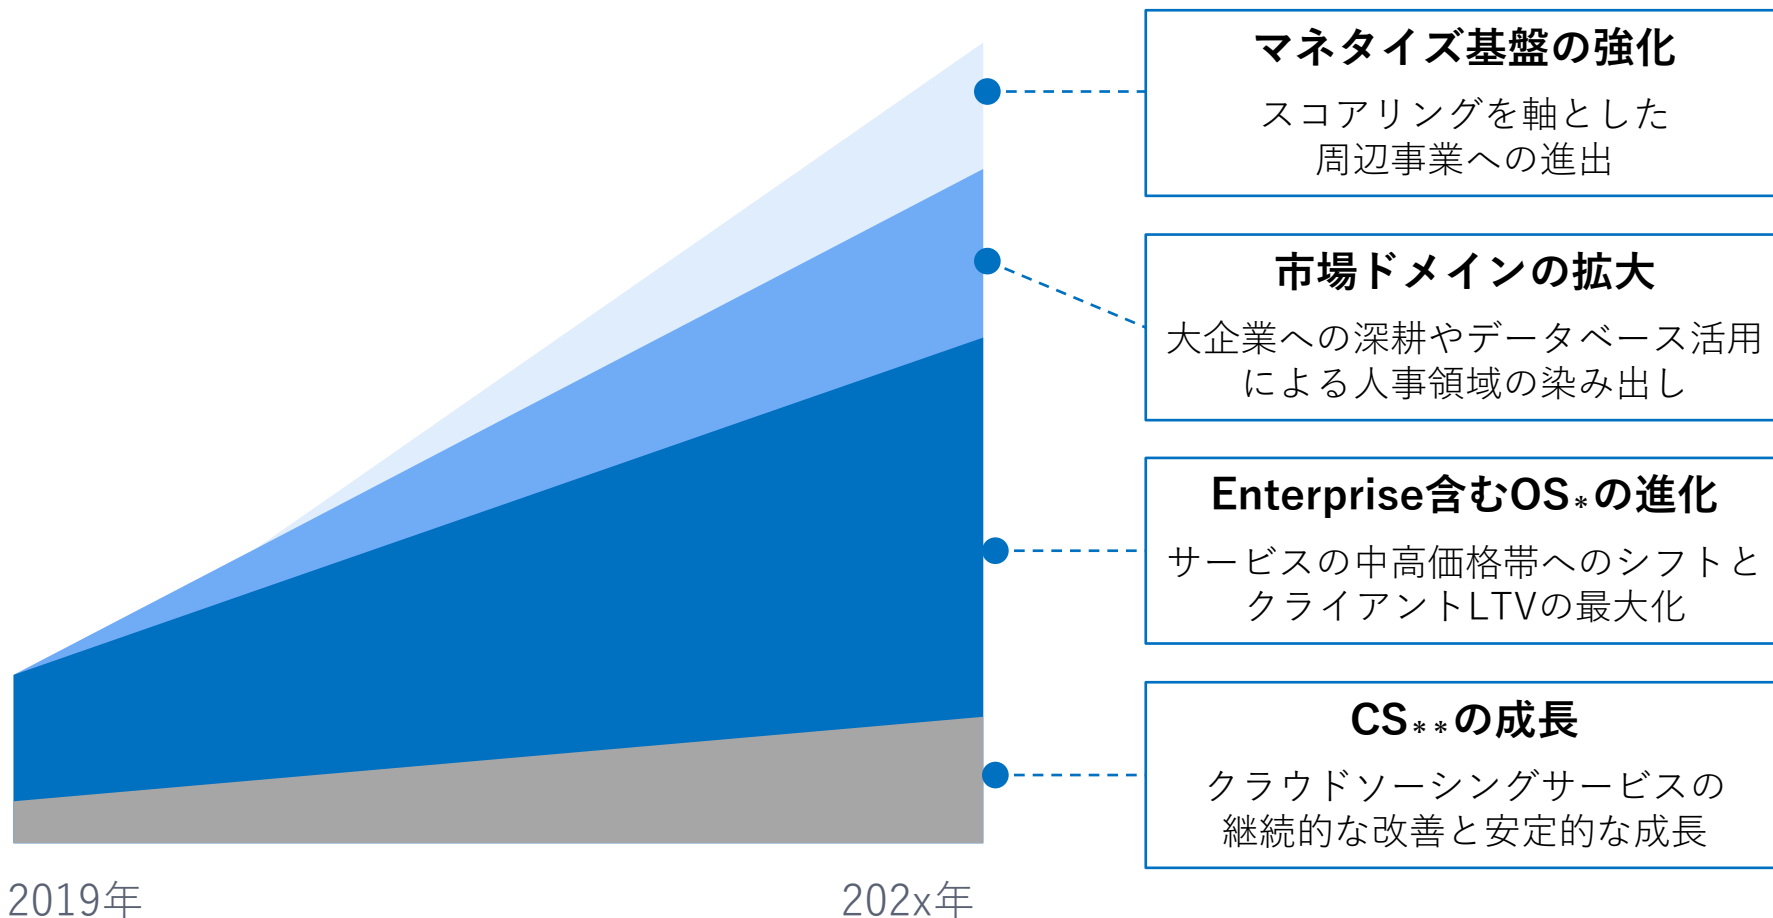 マネタイズ基盤の強化
スコアリングを軸とした
周辺事業への進出
市場ドメインの拡大
大企業への深耕やデータベース活用
による人事領域の染み出し
Enterprise含むOS*の進化
サービスの中高価格帯へのシフトと
クライアントLTVの最大化
CS**の成長
クラウドソーシングサービスの
継続的な改善と安定的な成長
2019年
202x年